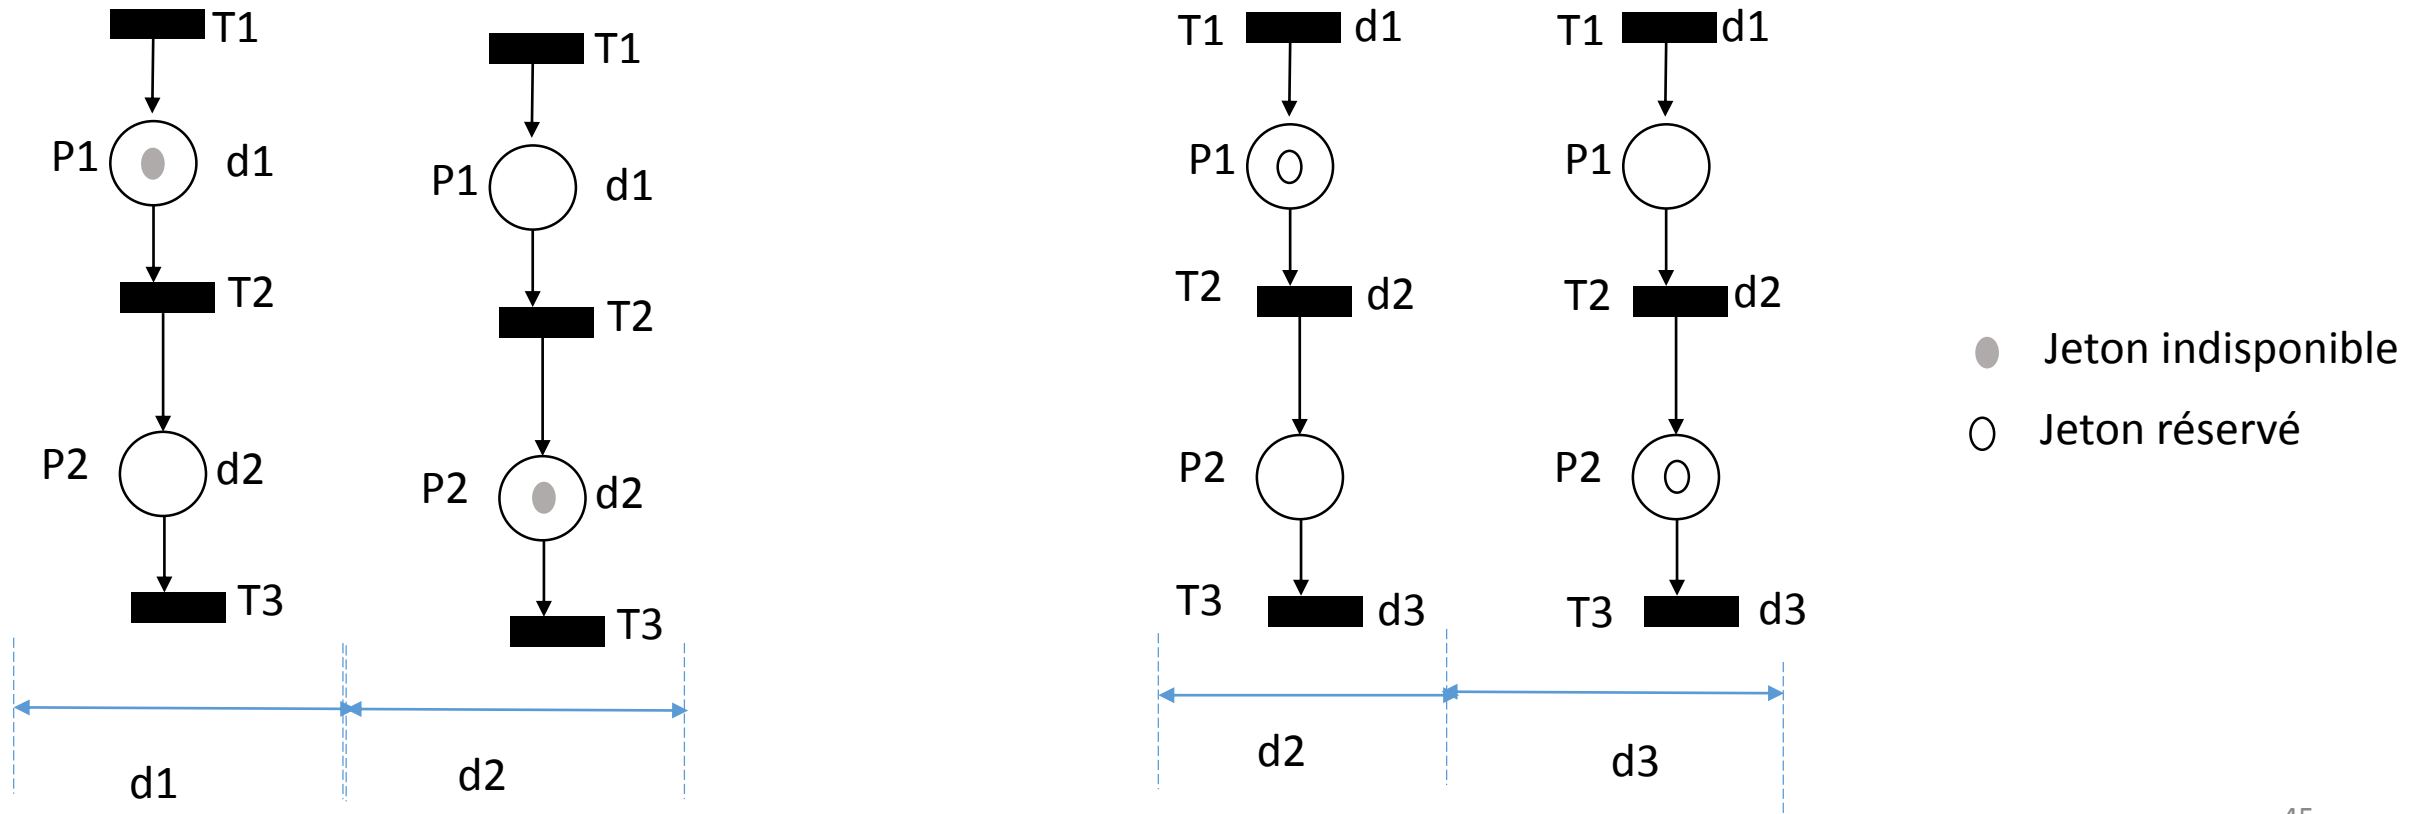 T1
P1 d1
T2
P2 d2
T3
d1
T1
P1 d1
T2
P2 d2
T3
d2
T1 d1
P1
T2 d2
P2
T3 d3
d2
T1 d1
P1
T2 d2
P2
T3 d3
d3
Jeton indisponible
Jeton réservé